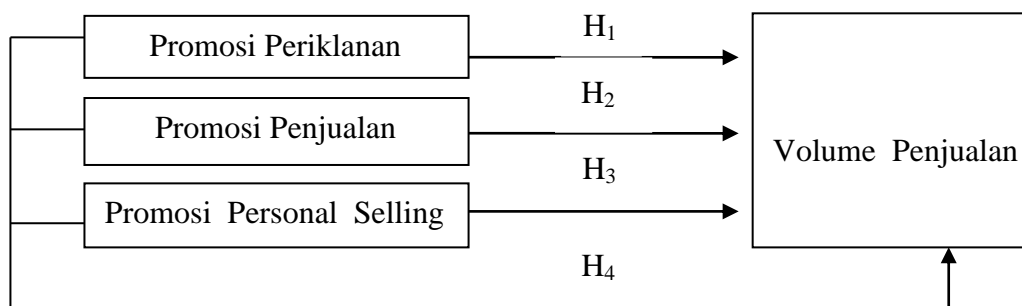 Promosi Periklanan
H₁
H₂
Promosi Penjualan
H₃
Promosi Personal Selling
H₄
Volume Penjualan